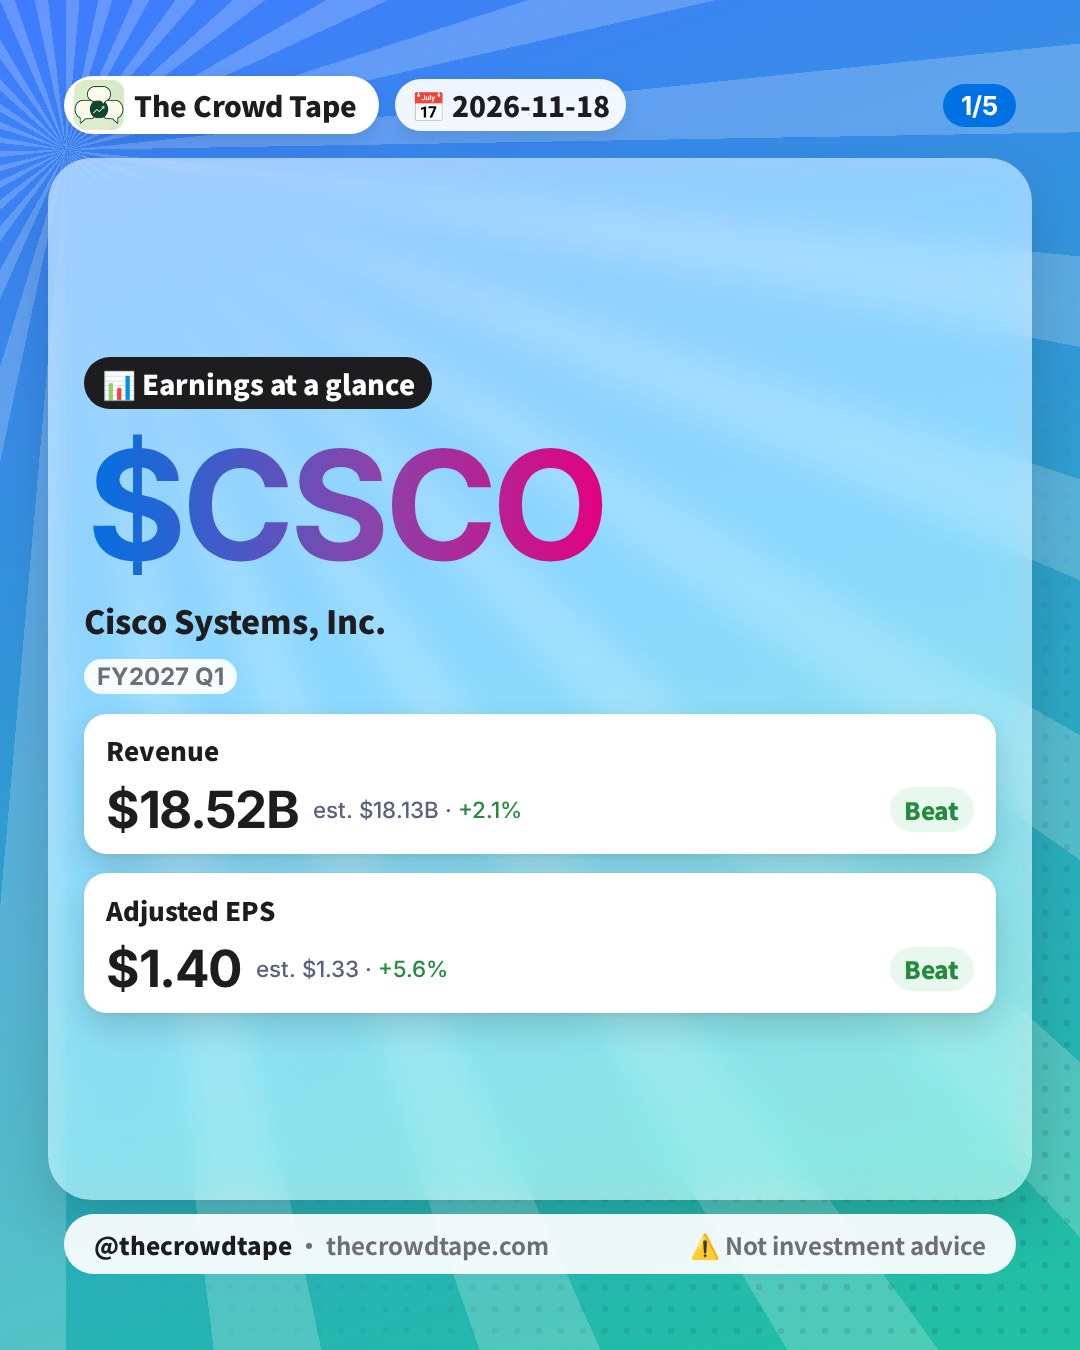 The Crowd Tape
📅 2026-11-18
1/5
📊 Earnings at a glance
$CSCO
Cisco Systems, Inc.
FY2027 Q1
Revenue
$18.52B est. $18.13B · +2.1% Beat
Adjusted EPS
$1.40 est. $1.33 · +5.6% Beat
@thecrowdtape • thecrowdtape.com ⚠️ Not investment advice